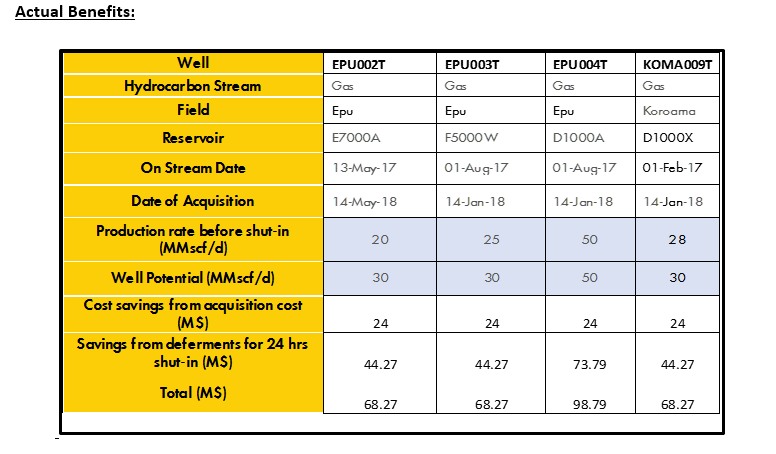 Actual Benefits:
Well EPU002T EPU003T EPU004T KOMA009T
Hydrocarbon Stream Gas Gas Gas Gas
Field Epu Epu Epu Koroama
Reservoir E7000A F5000W D1000A D1000X
On Stream Date 13-May-17 01-Aug-17 01-Aug-17 01-Feb-17
Date of Acquisition 14-May-18 14-Jan-18 14-Jan-18 14-Jan-18
Production rate before shut-in
(MMscf/d) 20 25 50 28
Well Potential (MMscf/d) 30 30 50 30
Cost savings from acquisition cost
(M$) 24 24 24 24
Savings from deferments for 24 hrs
shut-in (M$) 44.27 44.27 73.79 44.27
Total (M$) 68.27 68.27 98.79 68.27